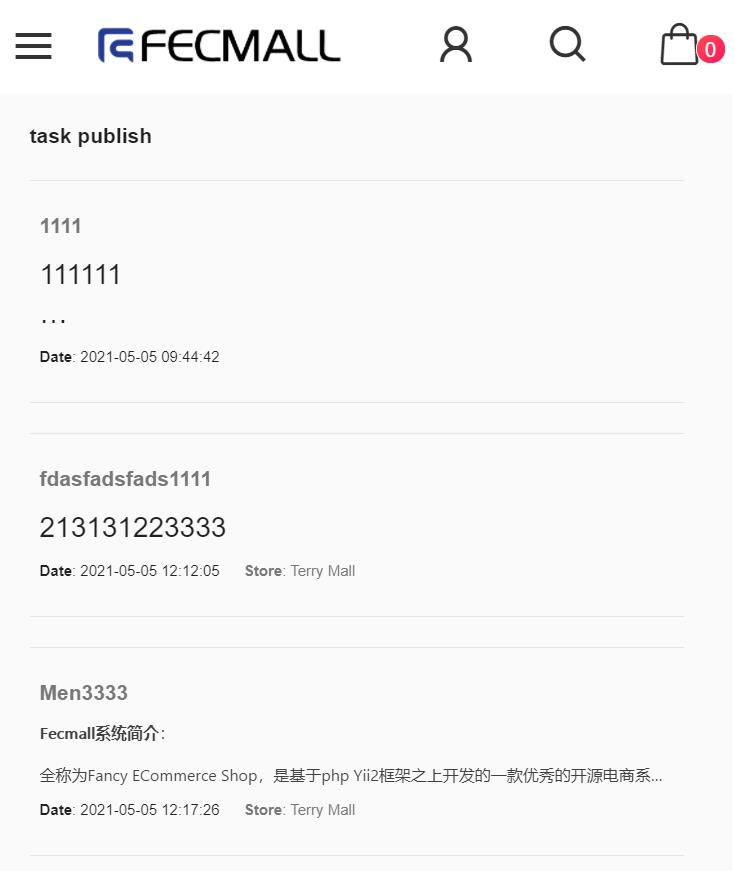 FECMALL
0
task publish
1111
111111
...
Date: 2021-05-05 09:44:42
fdasfadsfads1111
213131223333
Date: 2021-05-05 12:12:05 Store: Terry Mall
Men3333
Fecmall系统简介：
全称为Fancy ECommerce Shop，是基于php Yii2框架之上开发的一款优秀的开源电商系...
Date: 2021-05-05 12:17:26 Store: Terry Mall